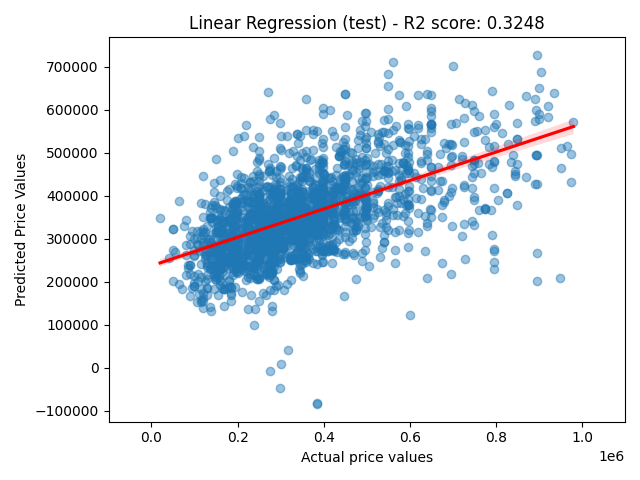 Linear Regression (test) - R2 score: 0.3248
Predicted Price Values
700000
600000
500000
400000
300000
200000
100000
0
−100000
0.0 0.2 0.4 0.6 0.8 1.0
1e6
Actual price values